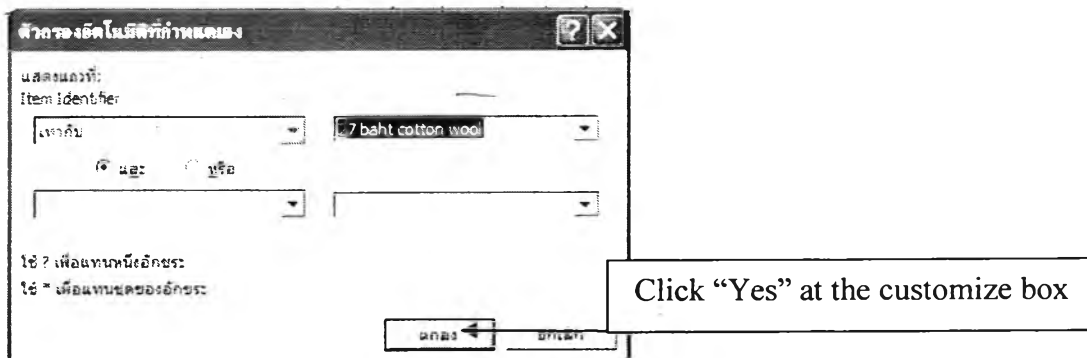 ตัวกรองอัตโนมัติที่กำหนดเอง
แสดงแถวที่:
Item Identifier
เท่ากับ
7 baht cotton wool
และ หรือ
ใช้ ? เพื่อแทนหนึ่งอักขระ
ใช้ * เพื่อแทนชุดของอักขระ
Click “Yes” at the customize box
ตกลง ยกเลิก